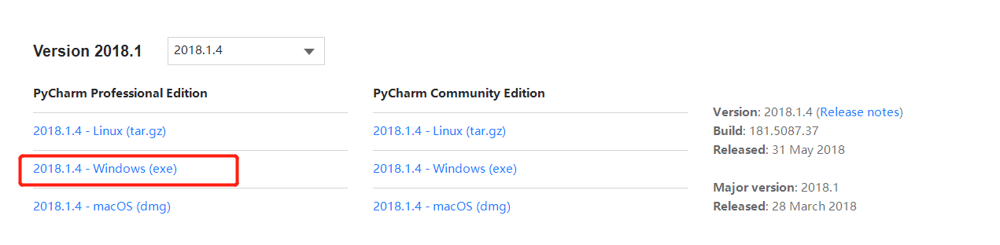 Version 2018.1
2018.1.4
PyCharm Professional Edition
2018.1.4 - Linux (tar.gz)
2018.1.4 - Windows (exe)
2018.1.4 - macOS (dmg)
PyCharm Community Edition
2018.1.4 - Linux (tar.gz)
2018.1.4 - Windows (exe)
2018.1.4 - macOS (dmg)
Version: 2018.1.4 (Release notes)
Build: 181.5087.37
Released: 31 May 2018
Major version: 2018.1
Released: 28 March 2018